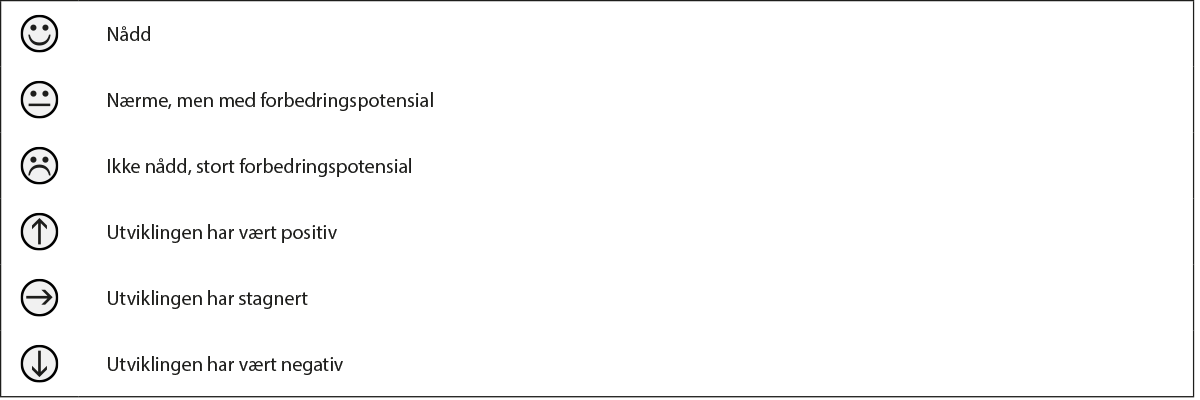 Nådd
Nærme, men med forbedringspotensial
Ikke nådd, stort forbedringspotensial
Utviklingen har vært positiv
Utviklingen har stagnert
Utviklingen har vært negativ